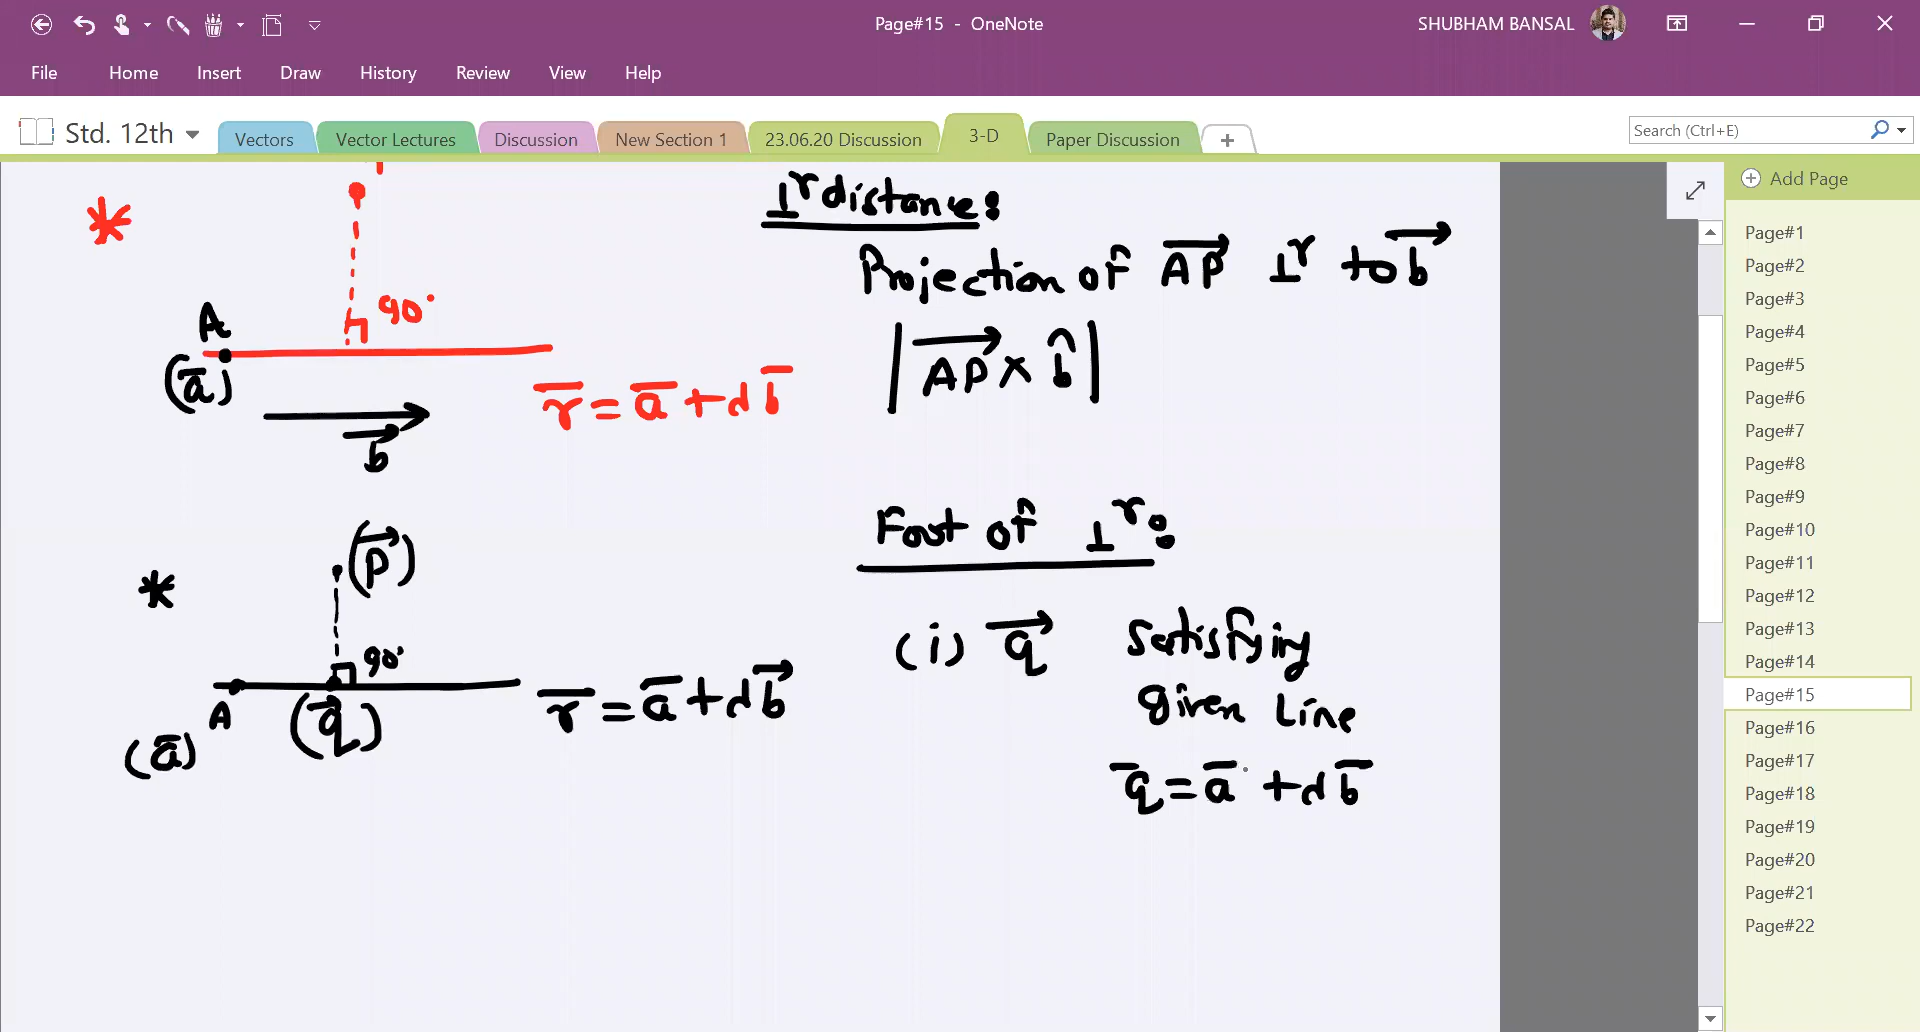 Page#15 - OneNote
SHUBHAM BANSAL
File Home Insert Draw History Review View Help
Std. 12th
Vectors
Vector Lectures
Discussion
New Section 1
23.06.20 Discussion
3-D
Paper Discussion
Search (Ctrl+E)
Add Page
Page#1
Page#2
Page#3
Page#4
Page#5
Page#6
Page#7
Page#8
Page#9
Page#10
Page#11
Page#12
Page#13
Page#14
Page#15
Page#16
Page#17
Page#18
Page#19
Page#20
Page#21
Page#22
*
90°
A
(a̅)
b⃗
r̅ = a̅ + λb̅
⊥ʳ distance:
Projection of A⃗P⃗ ⊥ʳ to b⃗
|A⃗P⃗ × b̂|
*
(p⃗)
90°
A
(a̅)
(q⃗)
r̅ = a̅ + λb⃗
Foot of ⊥ʳ:
(i) q⃗ Satisfying
given Line
q̅ = a̅ + λb̅